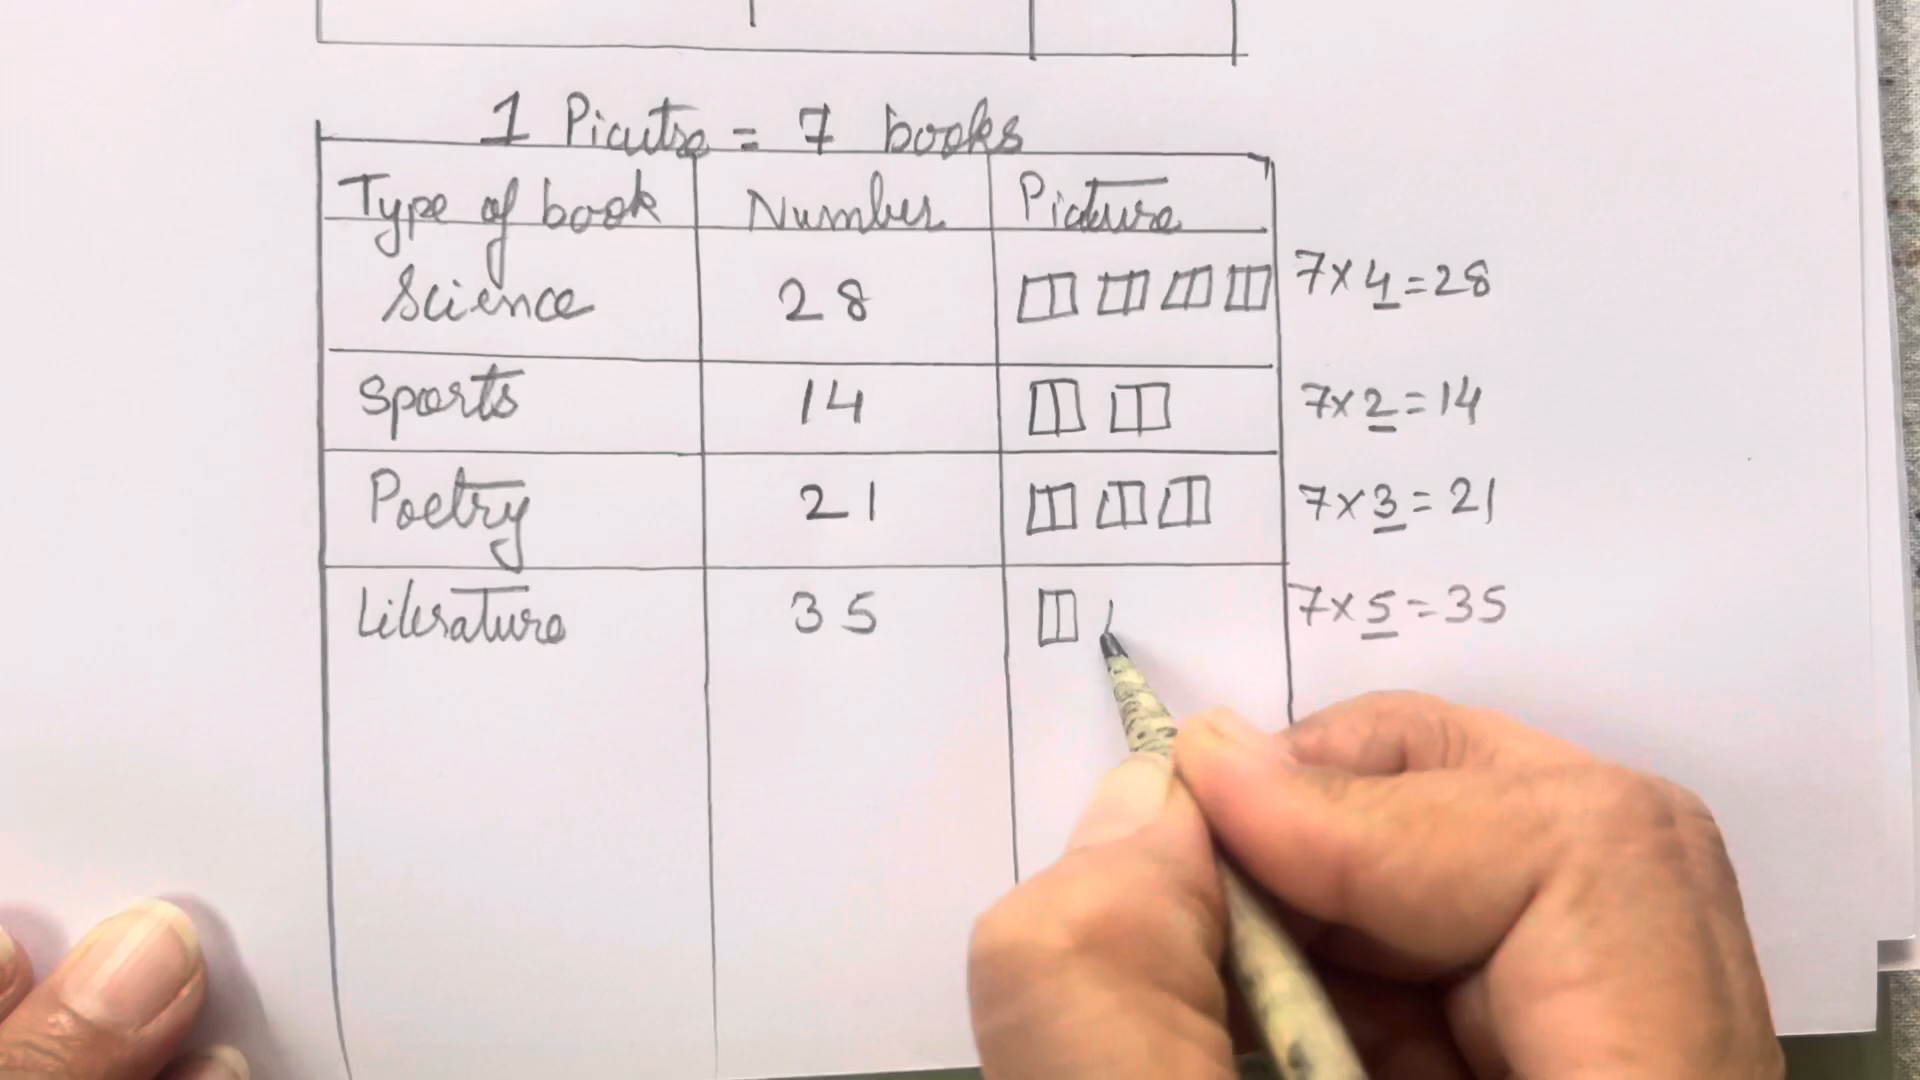 1 Picutre = 7 books
Type of book Number Picture
Science 28 7×4=28
Sports 14 7×2=14
Poetry 21 7×3=21
Literature 35 7×5=35